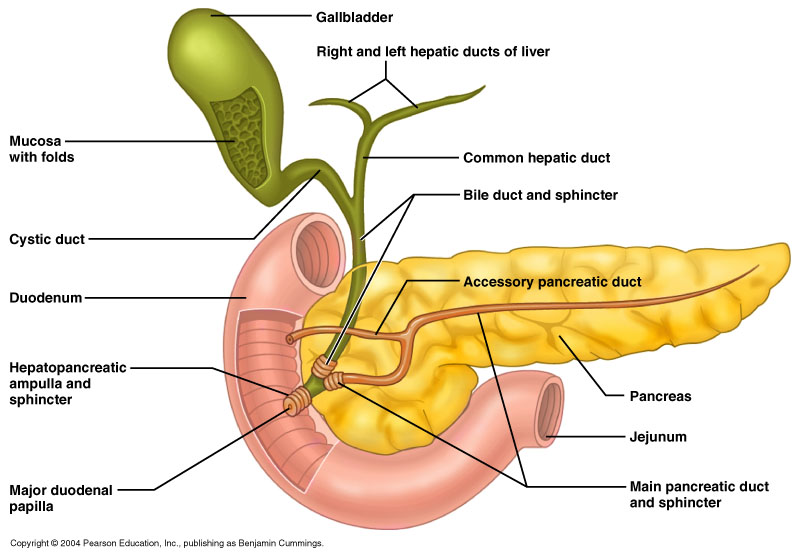 Gallbladder
Right and left hepatic ducts of liver
Mucosa
with folds
Common hepatic duct
Bile duct and sphincter
Cystic duct
Accessory pancreatic duct
Duodenum
Hepatopancreatic
ampulla and
sphincter
Pancreas
Jejunum
Major duodenal
papilla
Main pancreatic duct
and sphincter
Copyright © 2004 Pearson Education, Inc., publishing as Benjamin Cummings.